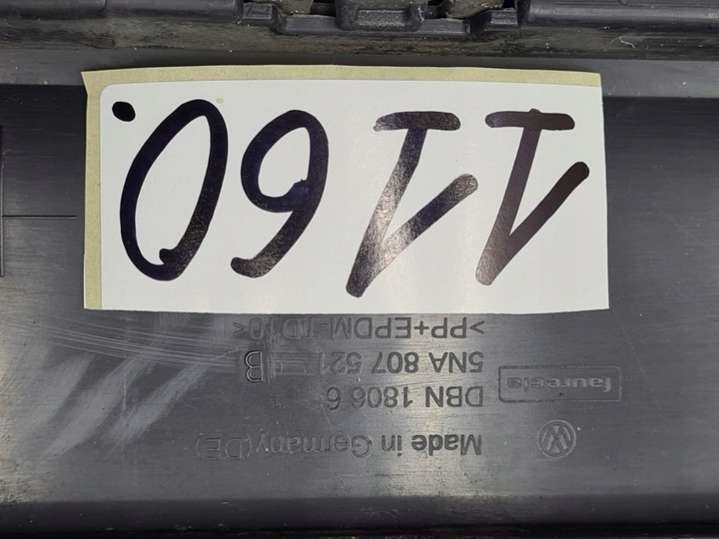 Made in Germany(DE)
faurecia
DBN 1806 6
5NA 807 521 B
>PP+EPDM-TD10<
1160.